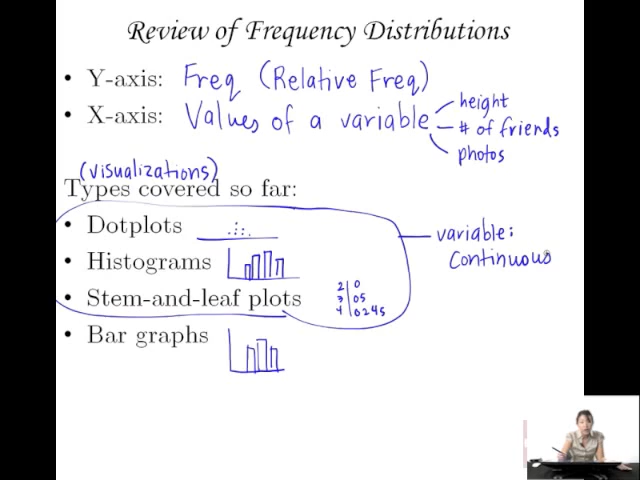 Review of Frequency Distributions
• Y-axis: Freq (Relative Freq)
• X-axis: Values of a variable
height
# of friends
photos
(visualizations)
Types covered so far:
• Dotplots
• Histograms
• Stem-and-leaf plots
• Bar graphs
2|0
3|05
4|0245
variable:
Continuous